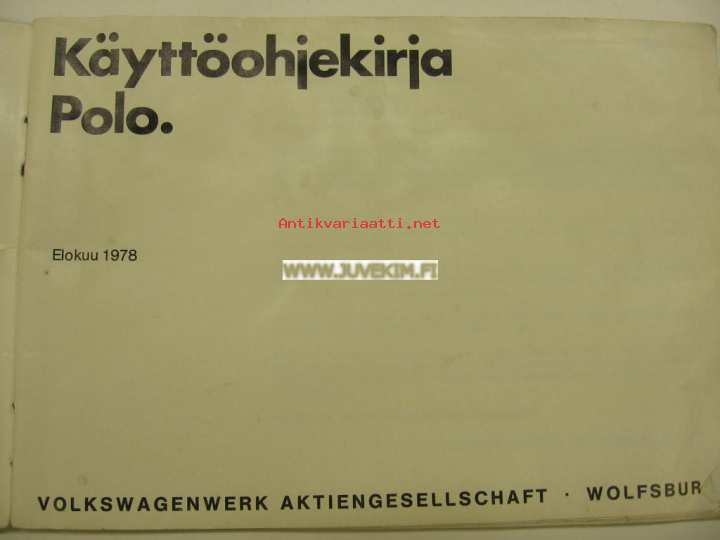 Käyttöohjekirja
Polo.
Antikvariaatti.net
Elokuu 1978
WWW.JUVEKIM.FI
VOLKSWAGENWERK AKTIENGESELLSCHAFT · WOLFSBUR